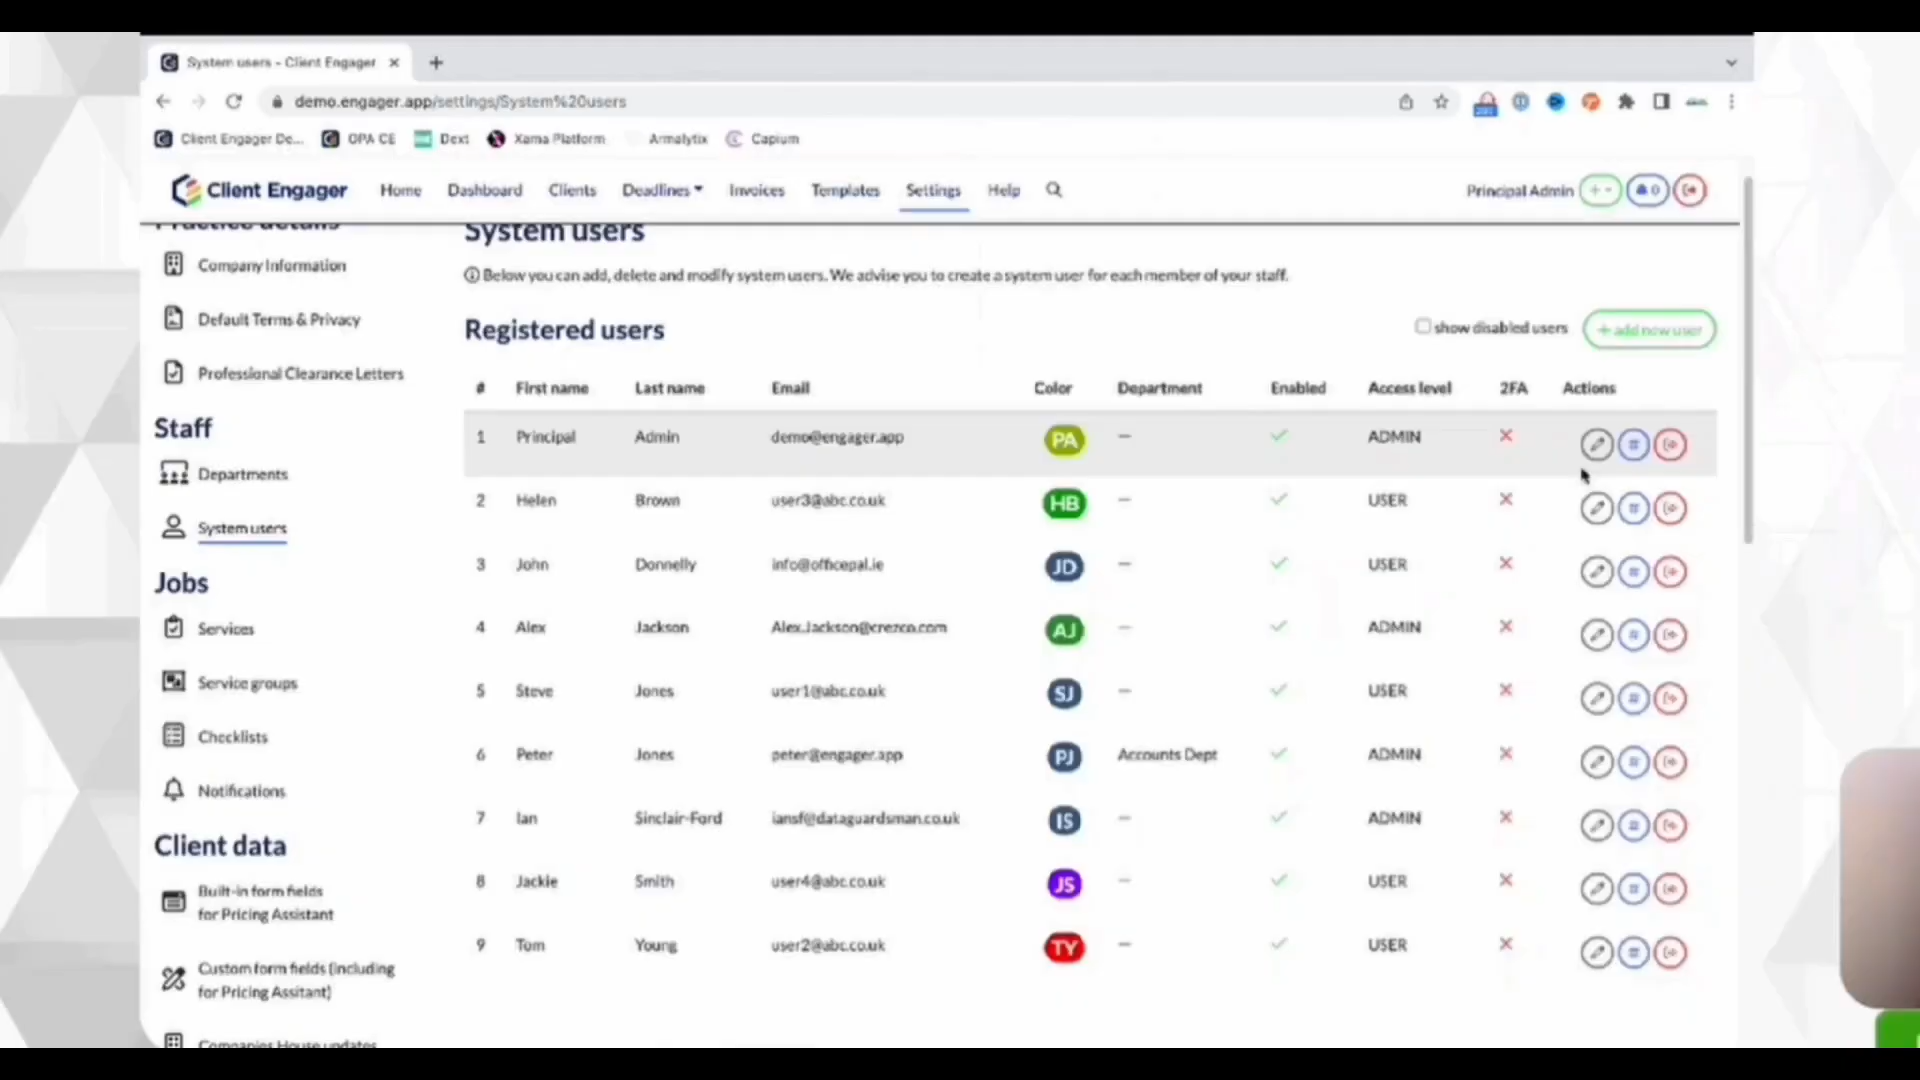 System users - Client Engager
demo.engager.app/settings/System%20users
Client Engager De... OPA CE Dext Xama Platform Armalytix Capium
Client Engager Home Dashboard Clients Deadlines Invoices Templates Settings Help Principal Admin + 0
Practice details
Company Information
Default Terms & Privacy
Professional Clearance Letters
Staff
Departments
System users
Jobs
Services
Service groups
Checklists
Notifications
Client data
Built-in form fields
for Pricing Assistant
Custom form fields (including
for Pricing Assitant)
Companies House updates
System users
Below you can add, delete and modify system users. We advise you to create a system user for each member of your staff.
Registered users show disabled users + add new user
# First name Last name Email Color Department Enabled Access level 2FA Actions
1 Principal Admin demo@engager.app PA — ADMIN
2 Helen Brown user3@abc.co.uk HB — USER
3 John Donnelly info@officepal.ie JD — USER
4 Alex Jackson Alex.Jackson@crezco.com AJ — ADMIN
5 Steve Jones user1@abc.co.uk SJ — USER
6 Peter Jones peter@engager.app PJ Accounts Dept ADMIN
7 Ian Sinclair-Ford iansf@dataguardsman.co.uk IS — ADMIN
8 Jackie Smith user4@abc.co.uk JS — USER
9 Tom Young user2@abc.co.uk TY — USER